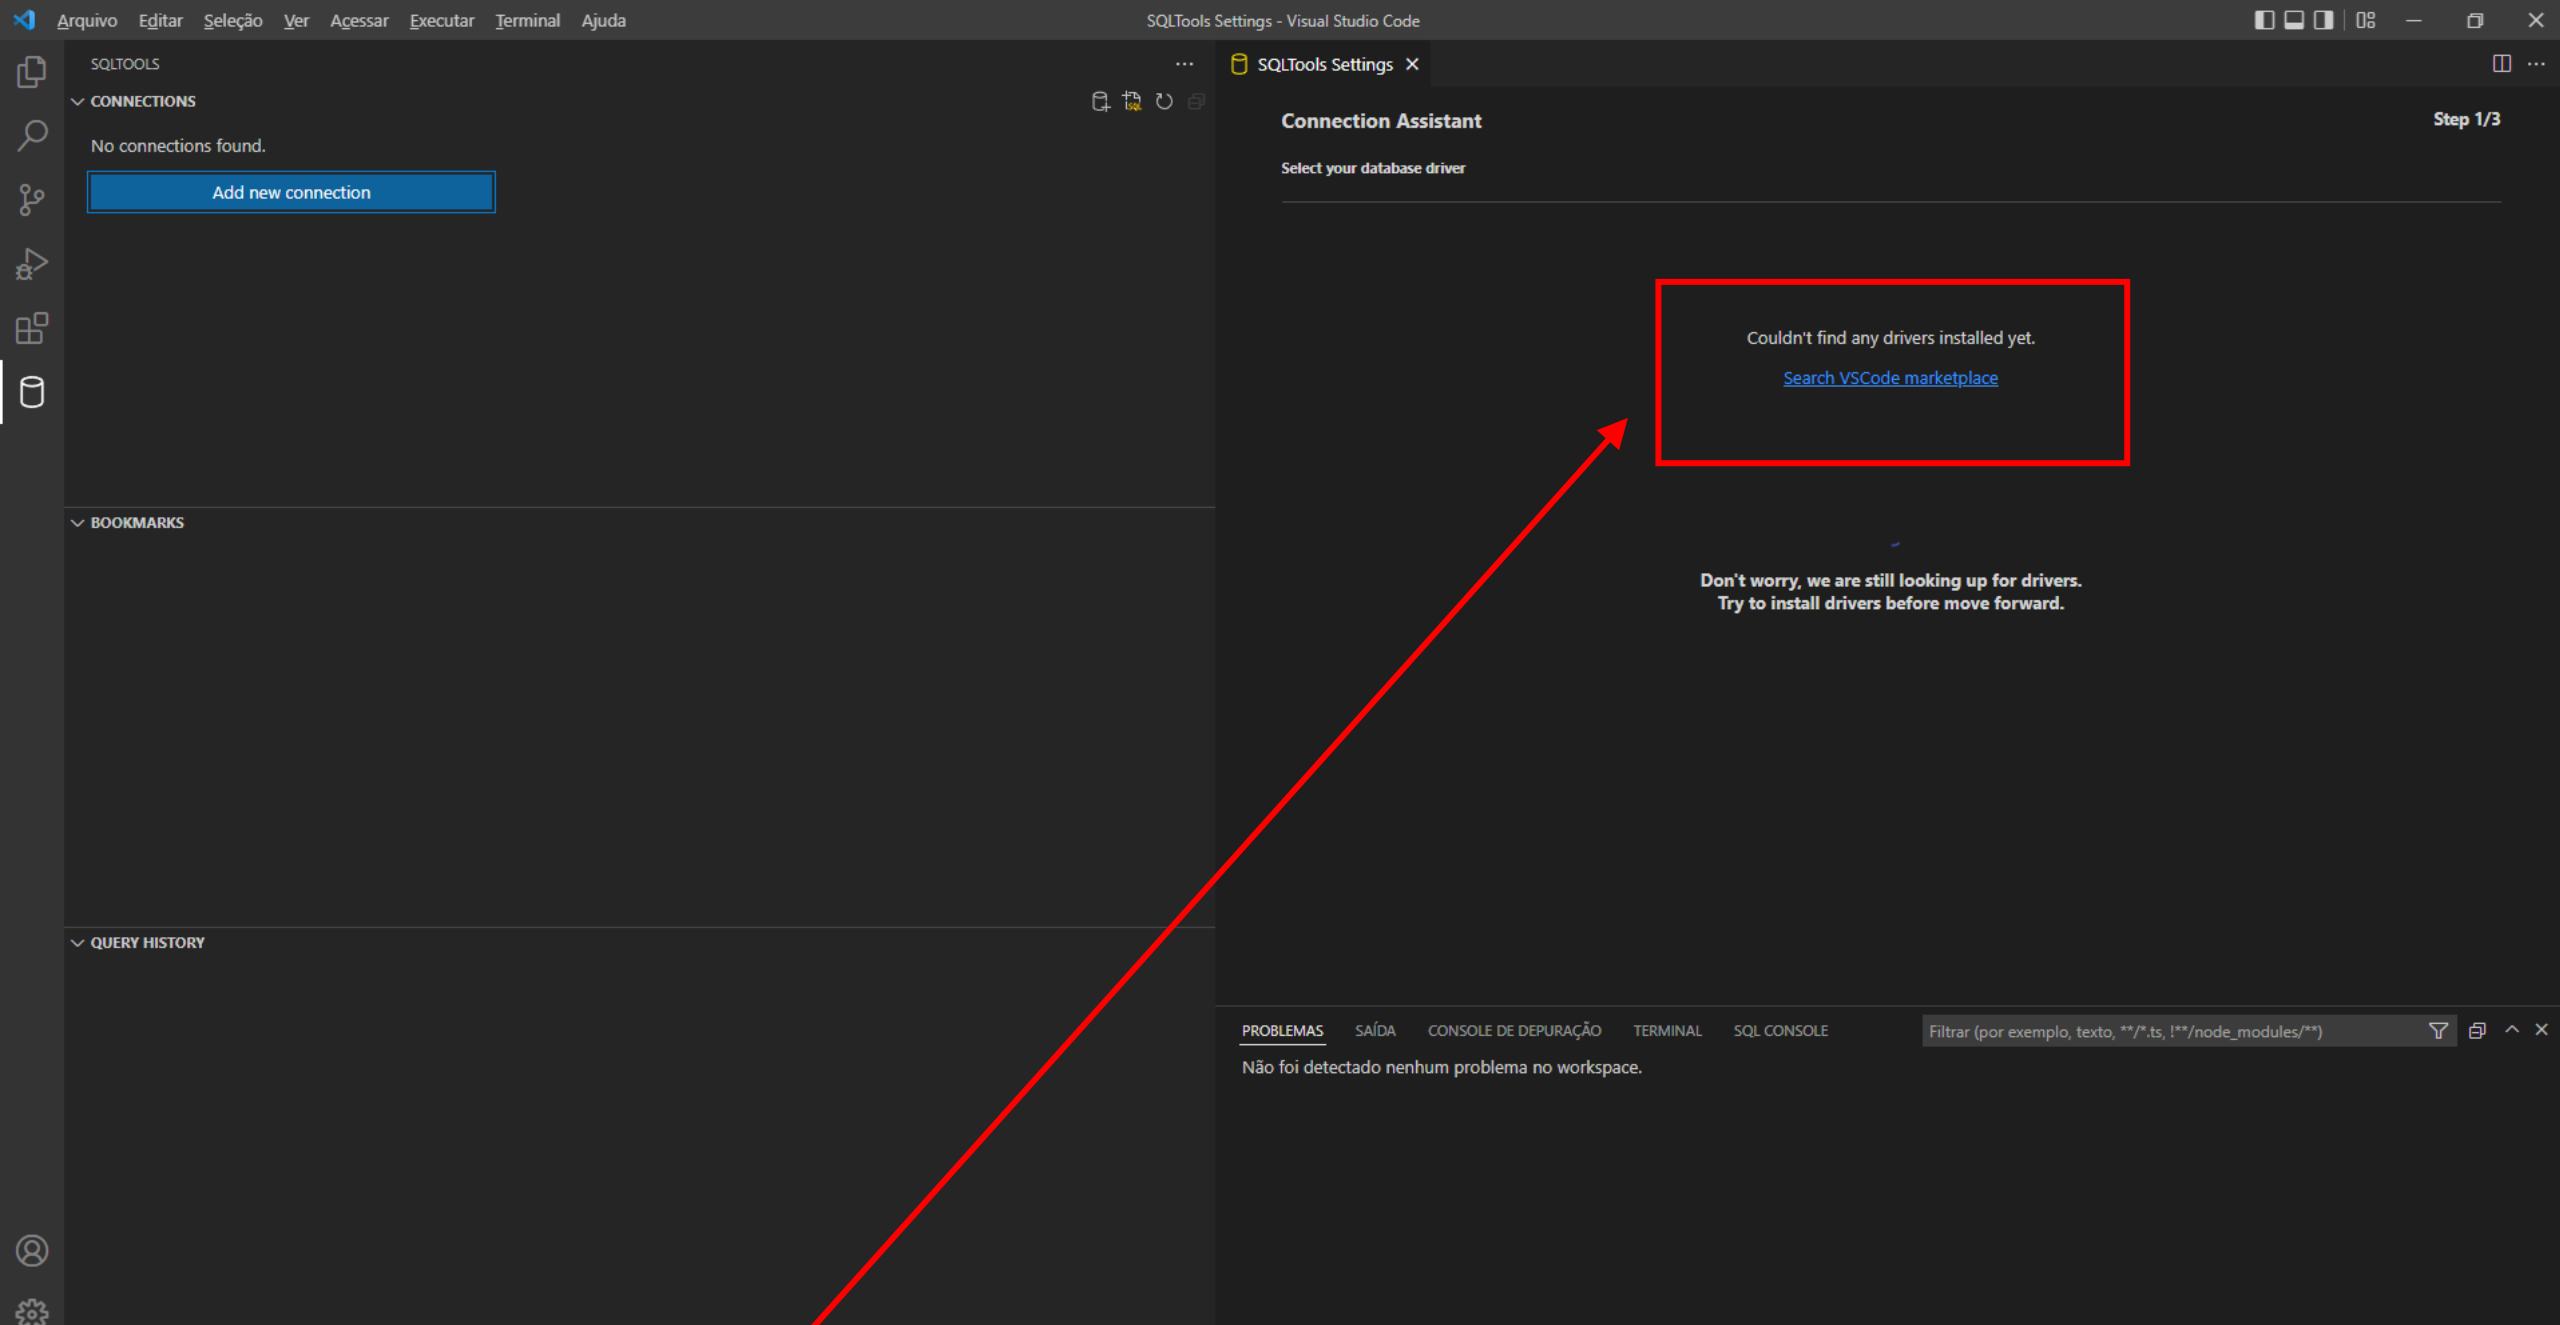 Arquivo Editar Seleção Ver Acessar Executar Terminal Ajuda
SQLTools Settings - Visual Studio Code
SQLTOOLS
CONNECTIONS
No connections found.
Add new connection
BOOKMARKS
QUERY HISTORY
SQLTools Settings
Connection Assistant
Step 1/3
Select your database driver
Couldn't find any drivers installed yet.
Search VSCode marketplace
Don't worry, we are still looking up for drivers.
Try to install drivers before move forward.
PROBLEMAS SAÍDA CONSOLE DE DEPURAÇÃO TERMINAL SQL CONSOLE
Filtrar (por exemplo, texto, **/*.ts, !**/node_modules/**)
Não foi detectado nenhum problema no workspace.